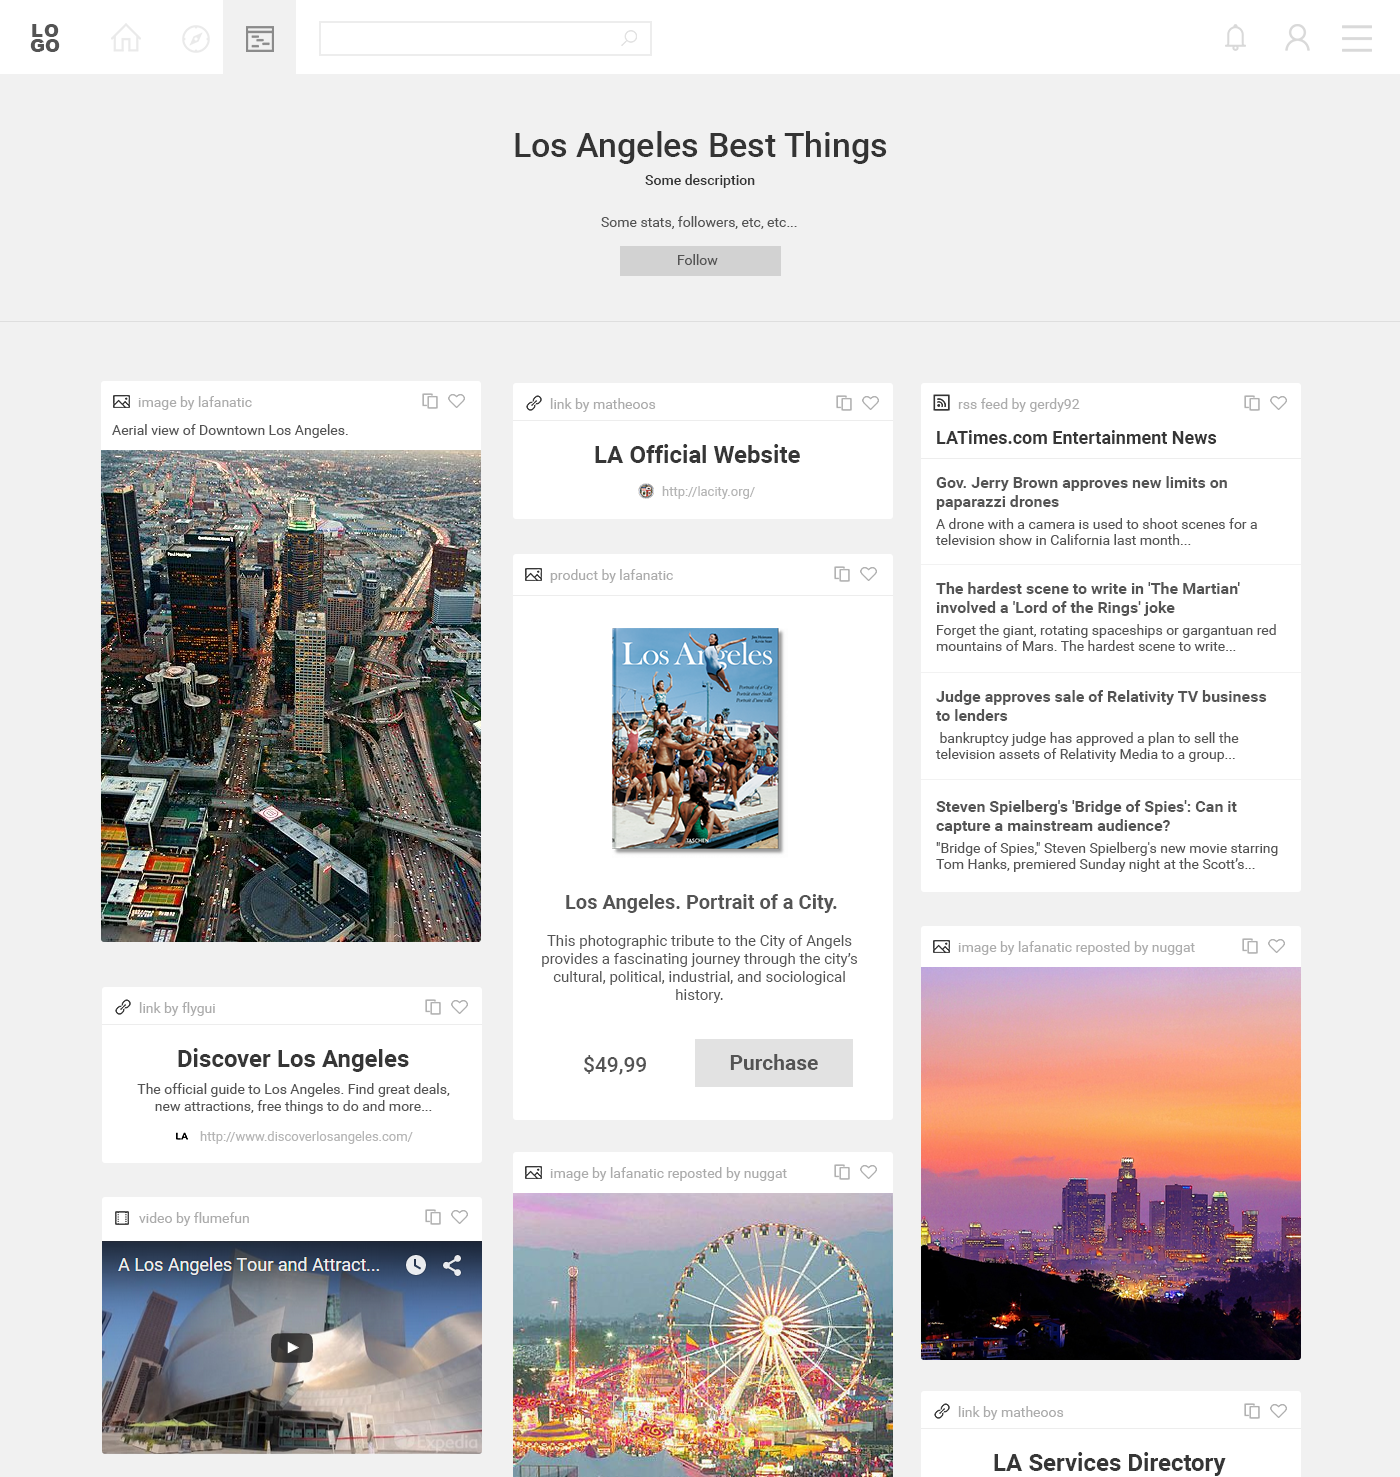 LO
GO
Los Angeles Best Things
Some description
Some stats, followers, etc, etc...
Follow
image by lafanatic
Aerial view of Downtown Los Angeles.
link by flygui
Discover Los Angeles
The official guide to Los Angeles. Find great deals,
new attractions, free things to do and more...
LA http://www.discoverlosangeles.com/
video by flumefun
A Los Angeles Tour and Attract...
Expedia
link by matheoos
LA Official Website
http://lacity.org/
product by lafanatic
Los Angeles
Portrait of a City
TASCHEN
Los Angeles. Portrait of a City.
This photographic tribute to the City of Angels
provides a fascinating journey through the city’s
cultural, political, industrial, and sociological
history.
$49,99
Purchase
image by lafanatic reposted by nuggat
rss feed by gerdy92
LATimes.com Entertainment News
Gov. Jerry Brown approves new limits on
paparazzi drones
A drone with a camera is used to shoot scenes for a
television show in California last month...
The hardest scene to write in 'The Martian'
involved a 'Lord of the Rings' joke
Forget the giant, rotating spaceships or gargantuan red
mountains of Mars. The hardest scene to write...
Judge approves sale of Relativity TV business
to lenders
bankruptcy judge has approved a plan to sell the
television assets of Relativity Media to a group...
Steven Spielberg's 'Bridge of Spies': Can it
capture a mainstream audience?
"Bridge of Spies," Steven Spielberg's new movie starring
Tom Hanks, premiered Sunday night at the Scott’s...
image by lafanatic reposted by nuggat
link by matheoos
LA Services Directory